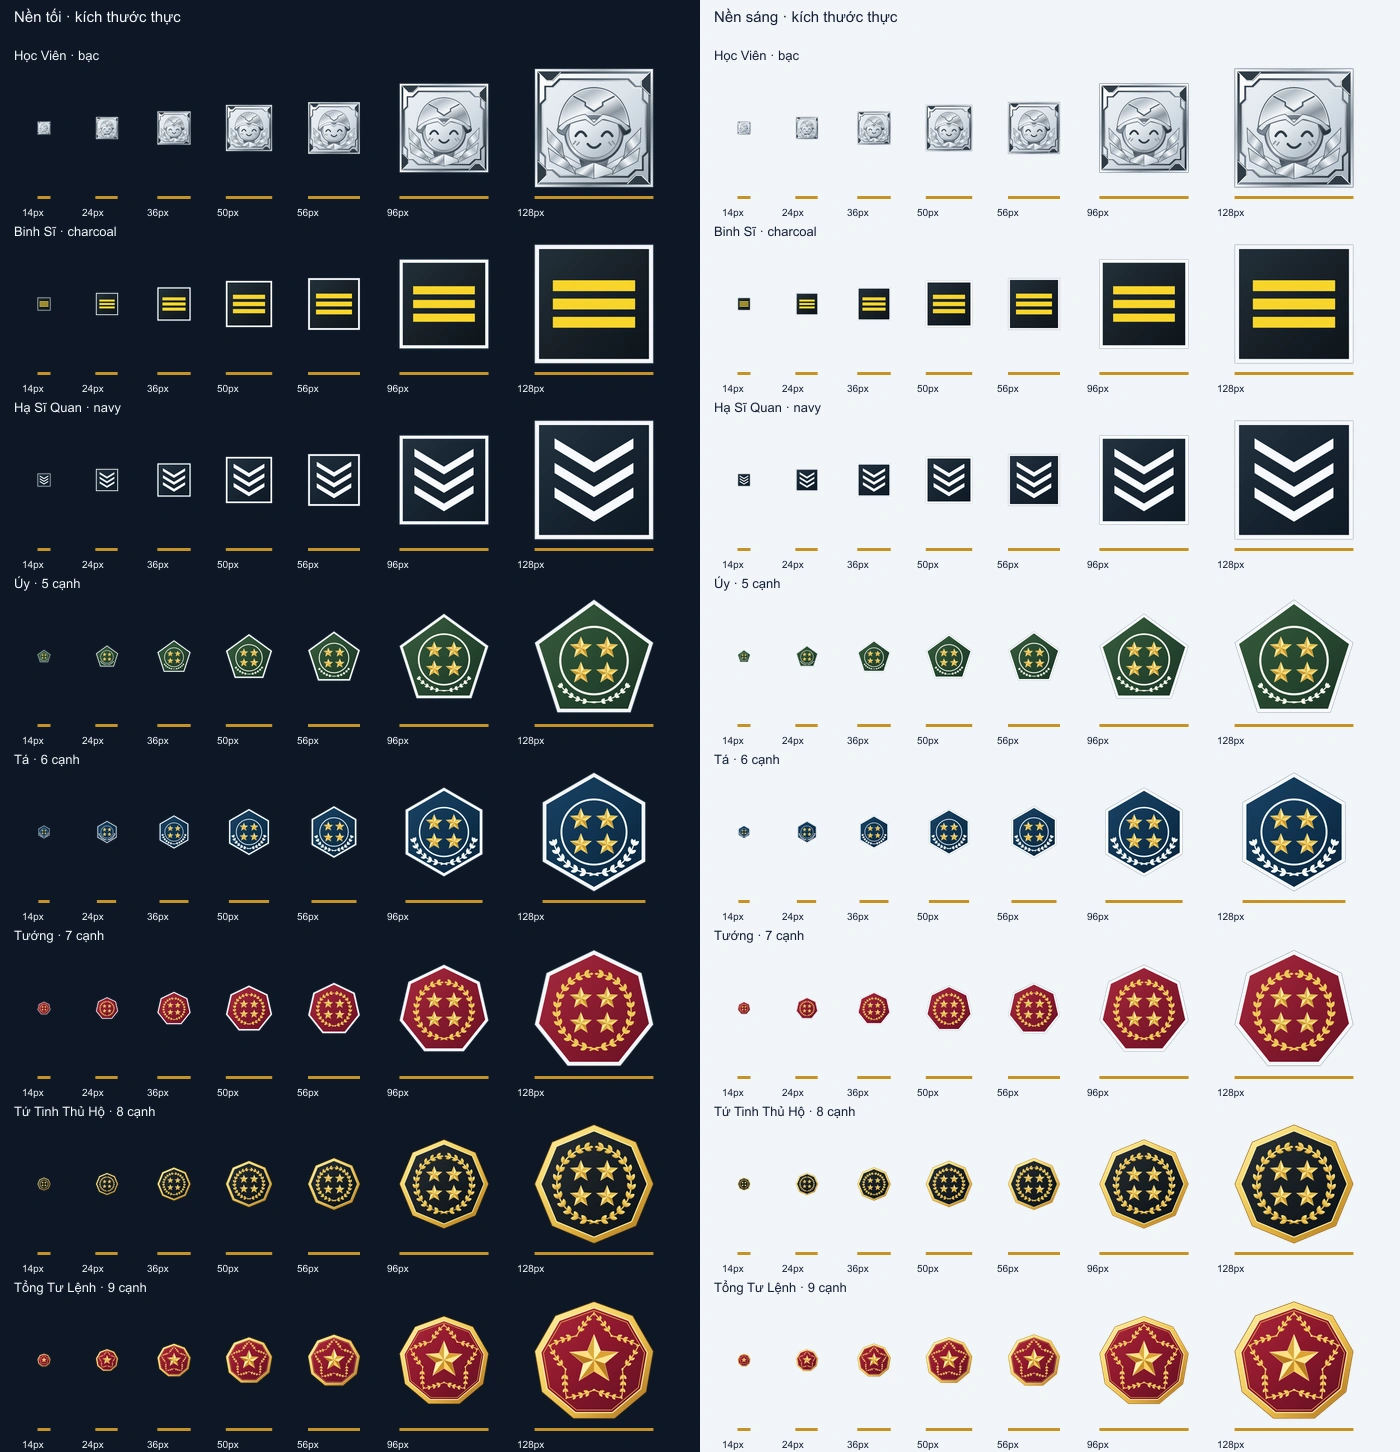 Nền tối · kích thước thực
Học Viên · bạc
14px 24px 36px 50px 56px 96px 128px
Binh Sĩ · charcoal
14px 24px 36px 50px 56px 96px 128px
Hạ Sĩ Quan · navy
14px 24px 36px 50px 56px 96px 128px
Úy · 5 cạnh
14px 24px 36px 50px 56px 96px 128px
Tá · 6 cạnh
14px 24px 36px 50px 56px 96px 128px
Tướng · 7 cạnh
14px 24px 36px 50px 56px 96px 128px
Tứ Tinh Thủ Hộ · 8 cạnh
14px 24px 36px 50px 56px 96px 128px
Tổng Tư Lệnh · 9 cạnh
14px 24px 36px 50px 56px 96px 128px
Nền sáng · kích thước thực
Học Viên · bạc
14px 24px 36px 50px 56px 96px 128px
Binh Sĩ · charcoal
14px 24px 36px 50px 56px 96px 128px
Hạ Sĩ Quan · navy
14px 24px 36px 50px 56px 96px 128px
Úy · 5 cạnh
14px 24px 36px 50px 56px 96px 128px
Tá · 6 cạnh
14px 24px 36px 50px 56px 96px 128px
Tướng · 7 cạnh
14px 24px 36px 50px 56px 96px 128px
Tứ Tinh Thủ Hộ · 8 cạnh
14px 24px 36px 50px 56px 96px 128px
Tổng Tư Lệnh · 9 cạnh
14px 24px 36px 50px 56px 96px 128px